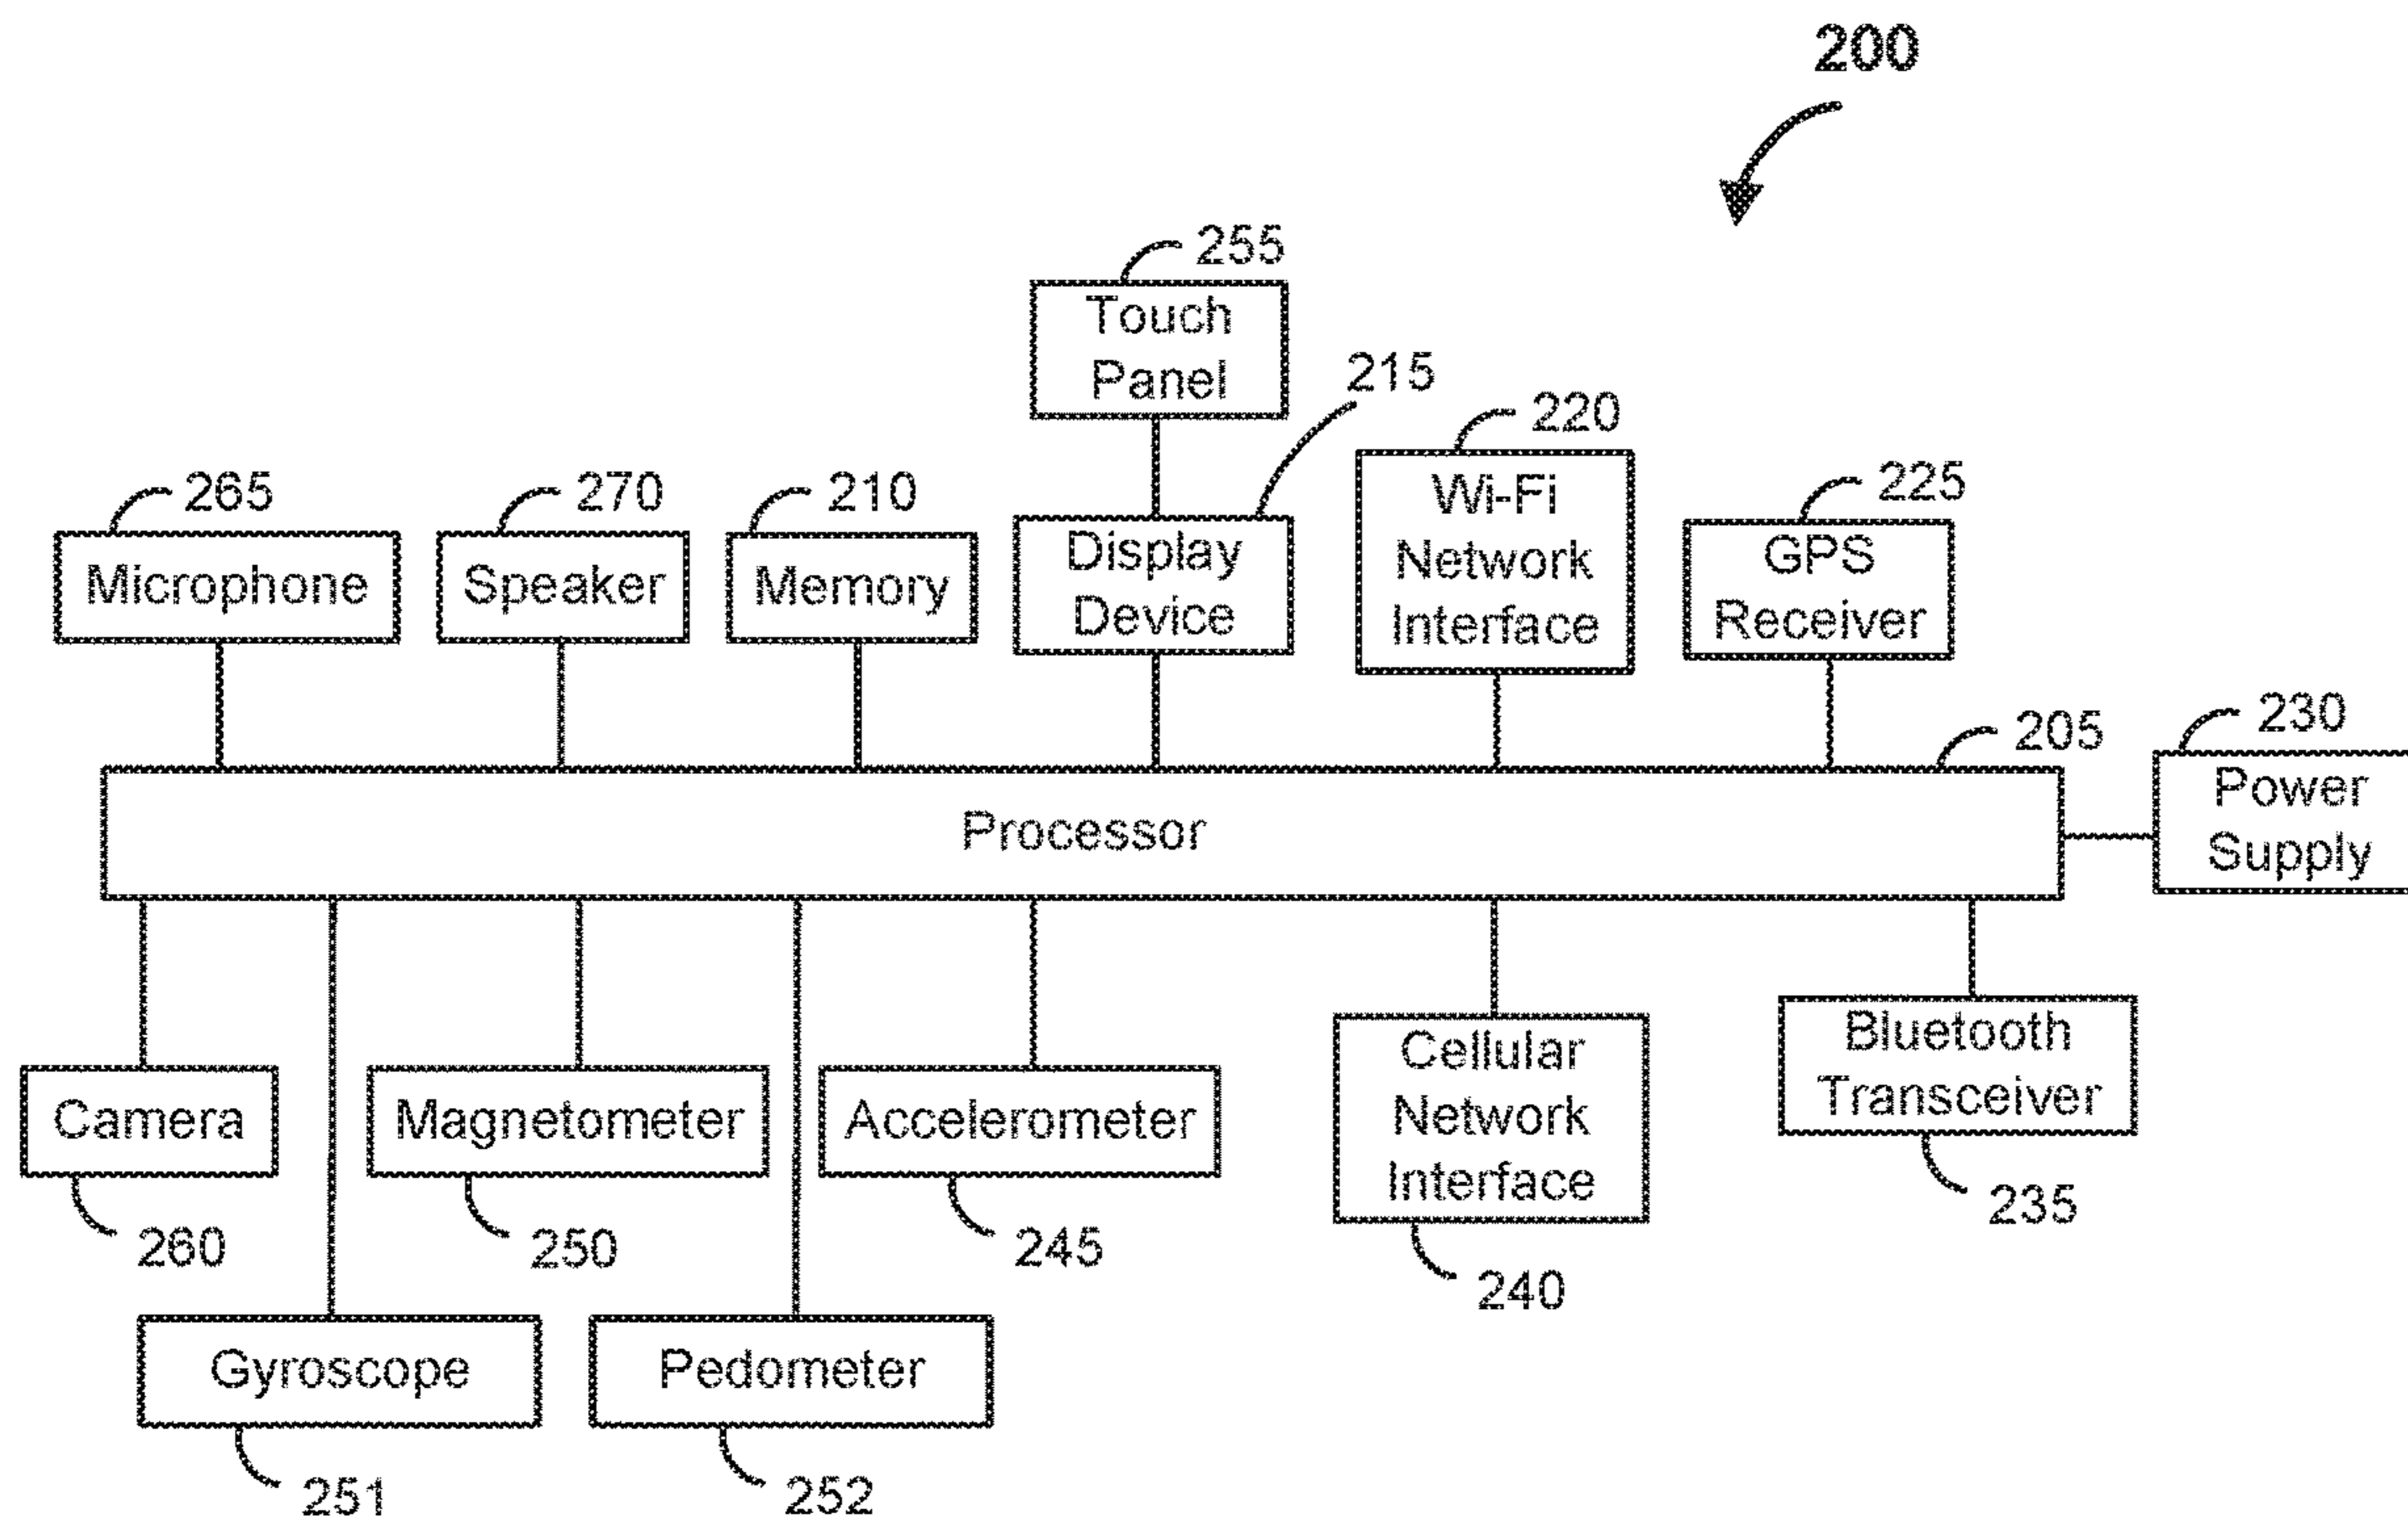 200
255
Touch
Panel
215
220
Wi-Fi
Network
Interface
225
GPS
Receiver
265
Microphone
270
Speaker
210
Memory
Display
Device
205
230
Power
Supply
Processor
Camera
260
Magnetometer
250
Accelerometer
245
Cellular
Network
Interface
240
Bluetooth
Transceiver
235
Gyroscope
251
Pedometer
252